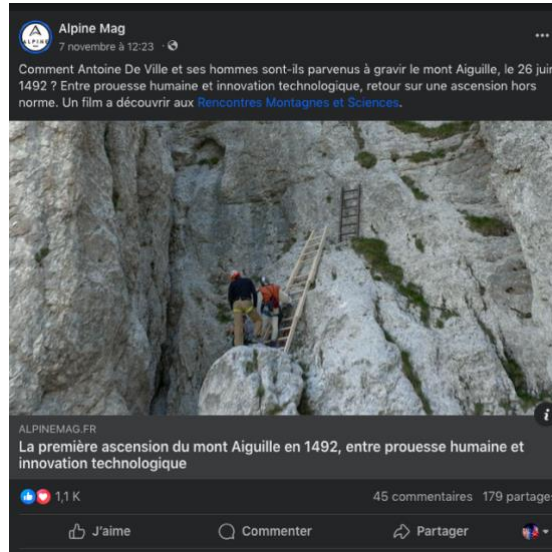 Alpine Mag
7 novembre à 12:23 ·
Comment Antoine De Ville et ses hommes sont-ils parvenus à gravir le mont Aiguille, le 26 juin
1492 ? Entre prouesse humaine et innovation technologique, retour sur une ascension hors
norme. Un film a découvrir aux Rencontres Montagnes et Sciences.
ALPINEMAG.FR
La première ascension du mont Aiguille en 1492, entre prouesse humaine et
innovation technologique
1,1 K 45 commentaires 179 partages
J'aime Commenter Partager